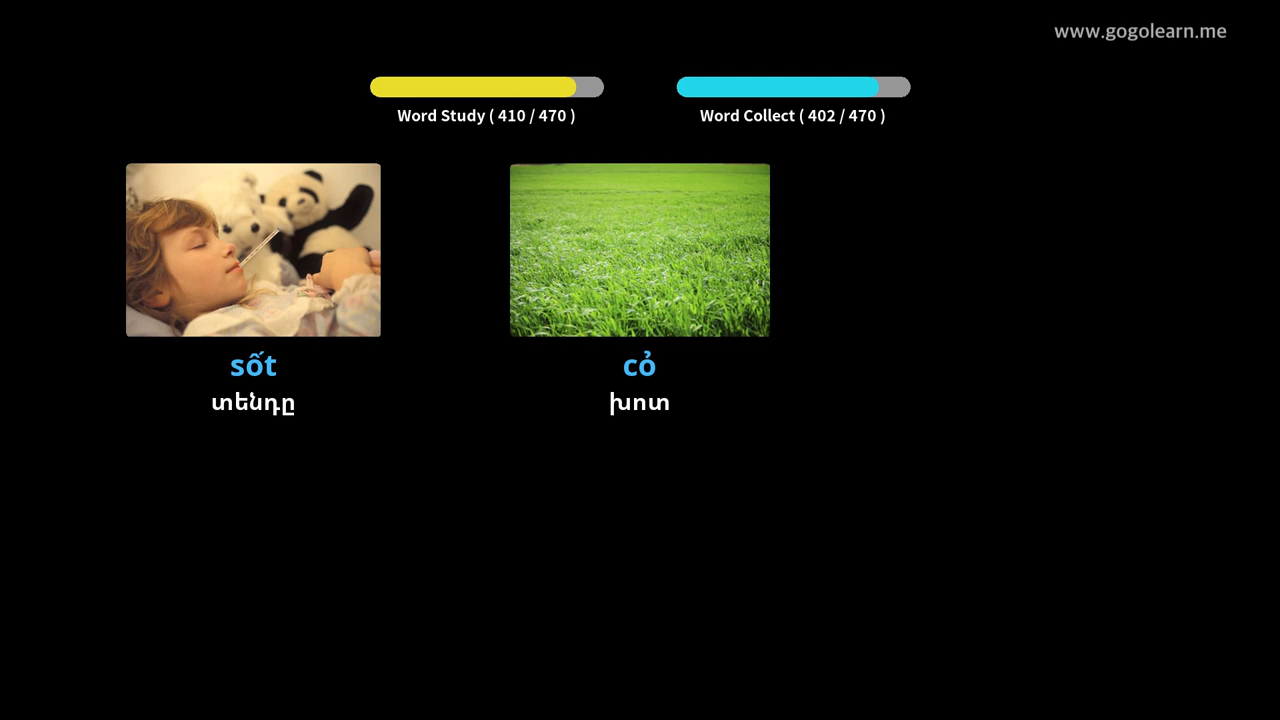 www.gogolearn.me
Word Study ( 410 / 470 )
Word Collect ( 402 / 470 )
sốt
տենդը
cỏ
խոտ